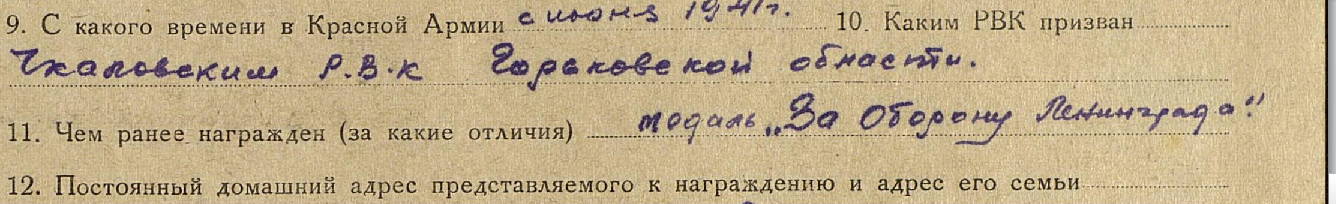 9. С какого времени в Красной Армии с июня 1941г. 10. Каким РВК призван
Чкаловским Р.В.К Горьковской области.
11. Чем ранее награжден (за какие отличия) медаль „За Оборону Ленинграда“
12. Постоянный домашний адрес представляемого к награждению и адрес его семьи